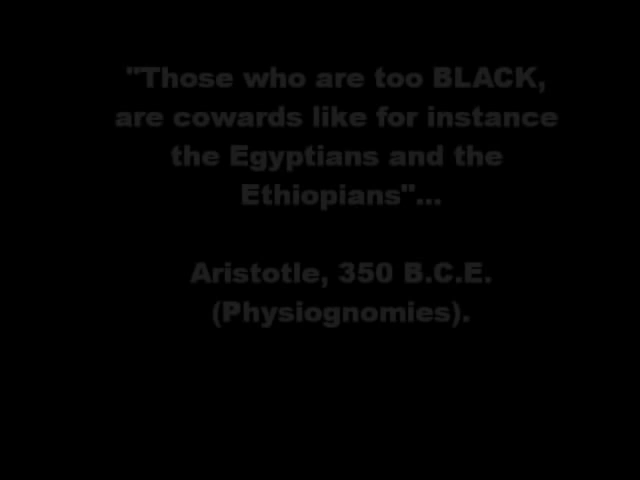 "Those who are too BLACK,
are cowards like for instance
the Egyptians and the
Ethiopians"...
Aristotle, 350 B.C.E.
(Physiognomies).